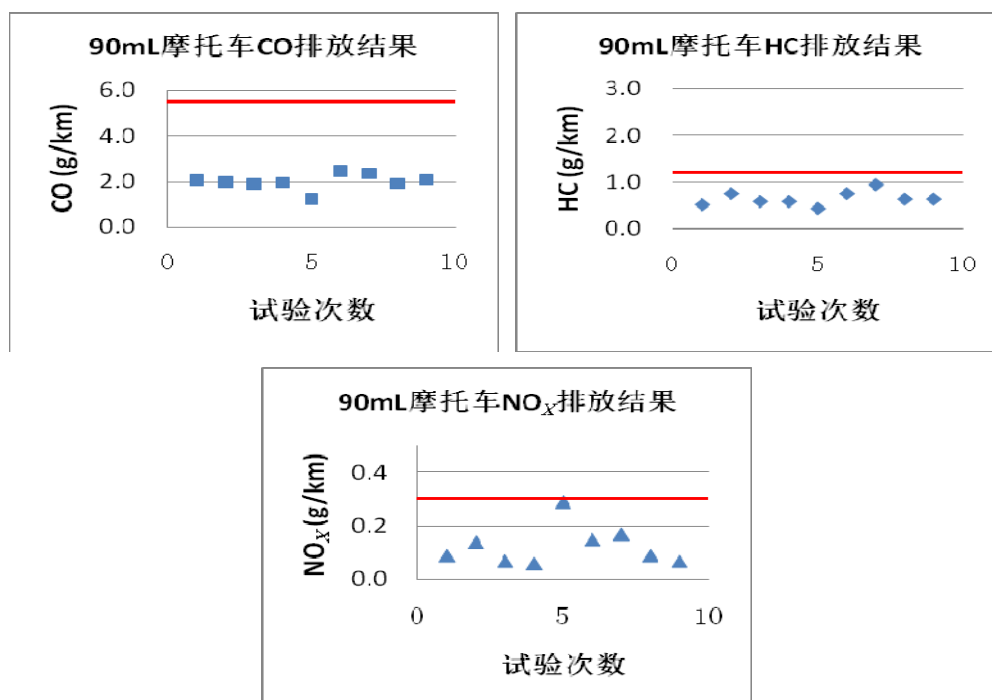 90mL摩托车CO排放结果
CO (g/km)
6.0
4.0
2.0
0.0
0 5 10
试验次数
90mL摩托车HC排放结果
HC (g/km)
3.0
2.0
1.0
0.0
0 5 10
试验次数
90mL摩托车NOX排放结果
NOX(g/km)
0.4
0.2
0.0
0 5 10
试验次数